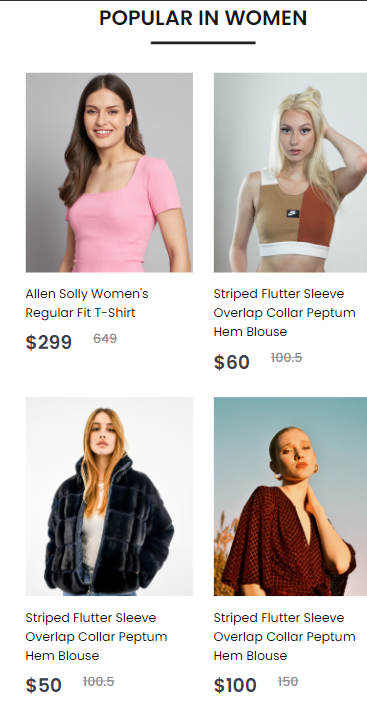 POPULAR IN WOMEN
Allen Solly Women's
Regular Fit T-Shirt
$299 649
Striped Flutter Sleeve
Overlap Collar Peptum
Hem Blouse
$60 100.5
Striped Flutter Sleeve
Overlap Collar Peptum
Hem Blouse
$50 100.5
Striped Flutter Sleeve
Overlap Collar Peptum
Hem Blouse
$100 150